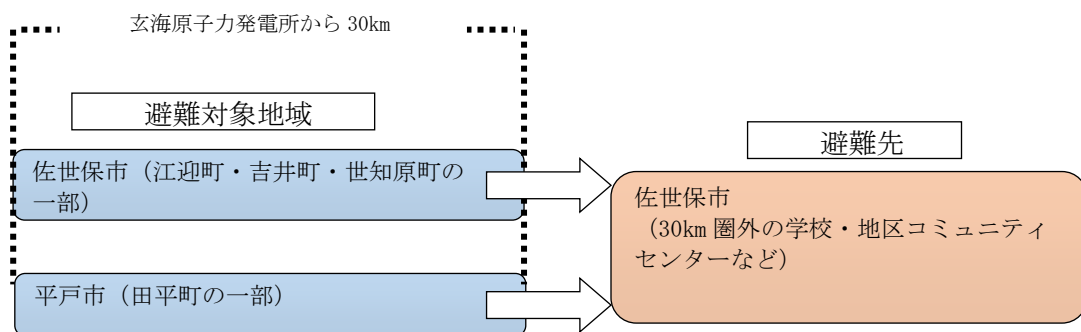 玄海原子力発電所から 30km
避難対象地域
避難先
佐世保市（江迎町・吉井町・世知原町の
一部）
佐世保市
（30km 圏外の学校・地区コミュニティ
センターなど）
平戸市（田平町の一部）